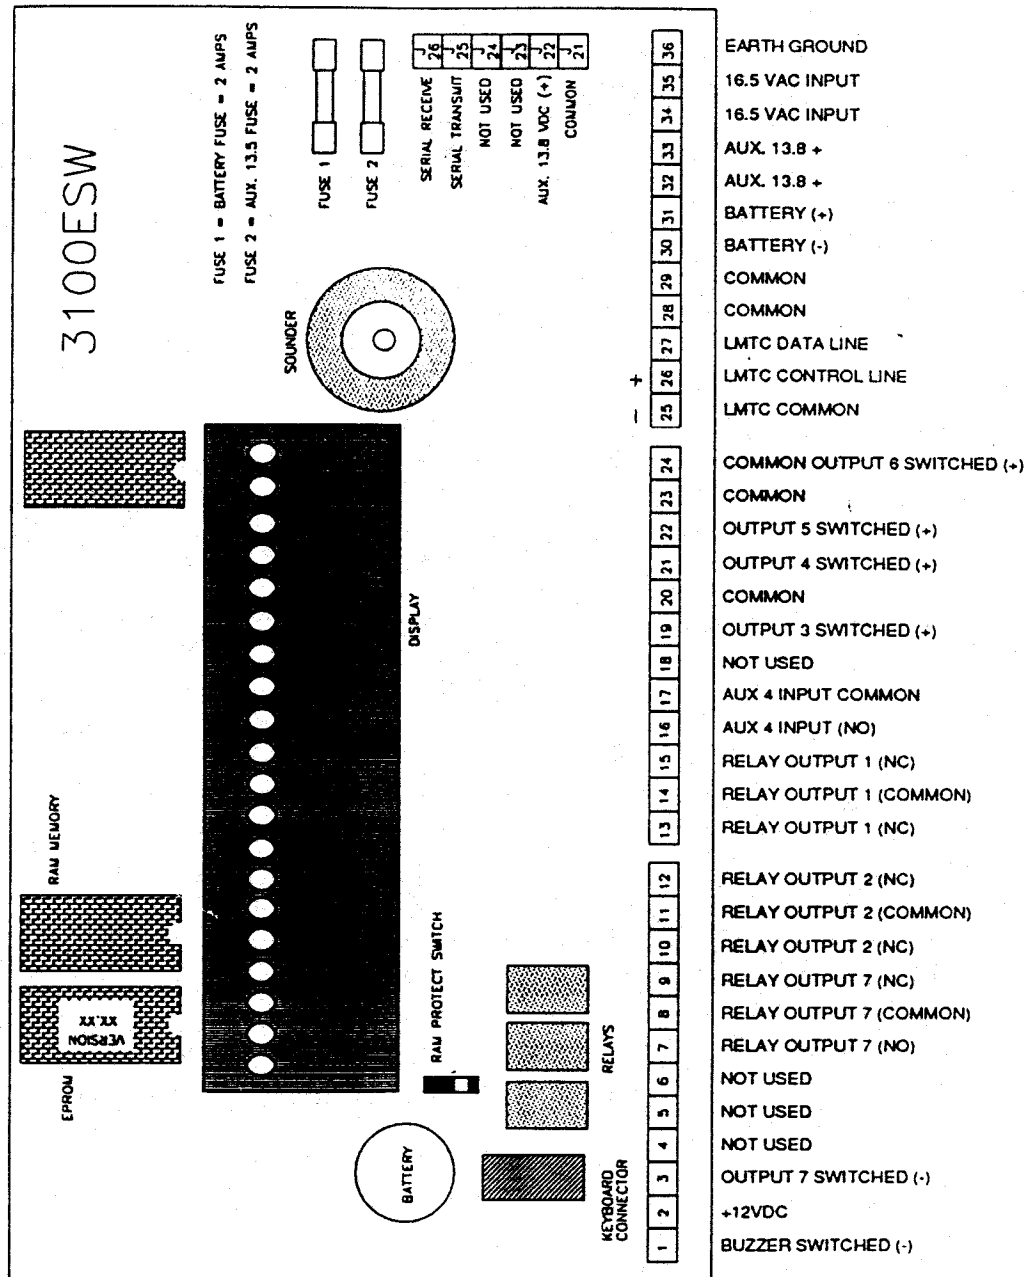 3100ESW
FUSE 1 = BATTERY FUSE = 2 AMPS
FUSE 2 = AUX. 13.5 FUSE = 2 AMPS
FUSE 1
FUSE 2
J 26
J 25
J 24
J 23
J 22
J 21
SERIAL RECEIVE
SERIAL TRANSMIT
NOT USED
NOT USED
AUX. 13.8 VDC (+)
COMMON
SOUNDER
DISPLAY
RAM MEMORY
VERSION
XX.XX
EPROM
RAM PROTECT SWITCH
RELAYS
BATTERY
KEYBOARD
CONNECTOR
36 EARTH GROUND
35 16.5 VAC INPUT
34 16.5 VAC INPUT
33 AUX. 13.8 +
32 AUX. 13.8 +
31 BATTERY (+)
30 BATTERY (-)
29 COMMON
28 COMMON
27 LMTC DATA LINE
+ 26 LMTC CONTROL LINE
- 25 LMTC COMMON
24 COMMON OUTPUT 6 SWITCHED (+)
23 COMMON
22 OUTPUT 5 SWITCHED (+)
21 OUTPUT 4 SWITCHED (+)
20 COMMON
19 OUTPUT 3 SWITCHED (+)
18 NOT USED
17 AUX 4 INPUT COMMON
16 AUX 4 INPUT (NO)
15 RELAY OUTPUT 1 (NC)
14 RELAY OUTPUT 1 (COMMON)
13 RELAY OUTPUT 1 (NC)
12 RELAY OUTPUT 2 (NC)
11 RELAY OUTPUT 2 (COMMON)
10 RELAY OUTPUT 2 (NC)
9 RELAY OUTPUT 7 (NC)
8 RELAY OUTPUT 7 (COMMON)
7 RELAY OUTPUT 7 (NO)
6 NOT USED
5 NOT USED
4 NOT USED
3 OUTPUT 7 SWITCHED (-)
2 +12VDC
1 BUZZER SWITCHED (-)